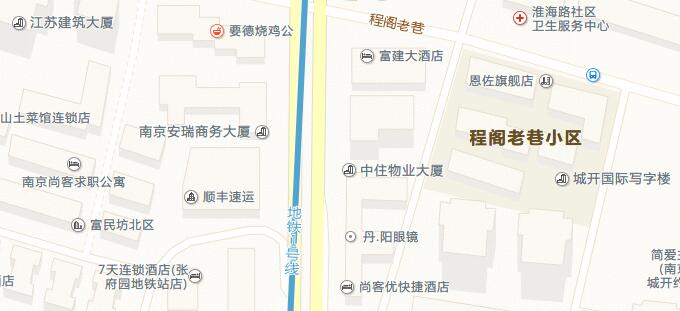 程阁老巷
淮海路社区
卫生服务中心
江苏建筑大厦
要德烧鸡公
富建大酒店
恩佐旗舰店
山土菜馆连锁店
南京安瑞商务大厦
程阁老巷小区
中住物业大厦
城开国际写字楼
南京尚客求职公寓
顺丰速运
富民坊北区
地铁1号线
丹.阳眼镜
7天连锁酒店(张
府园地铁站店)
简爱主
(南京
城开约
酒店
尚客优快捷酒店